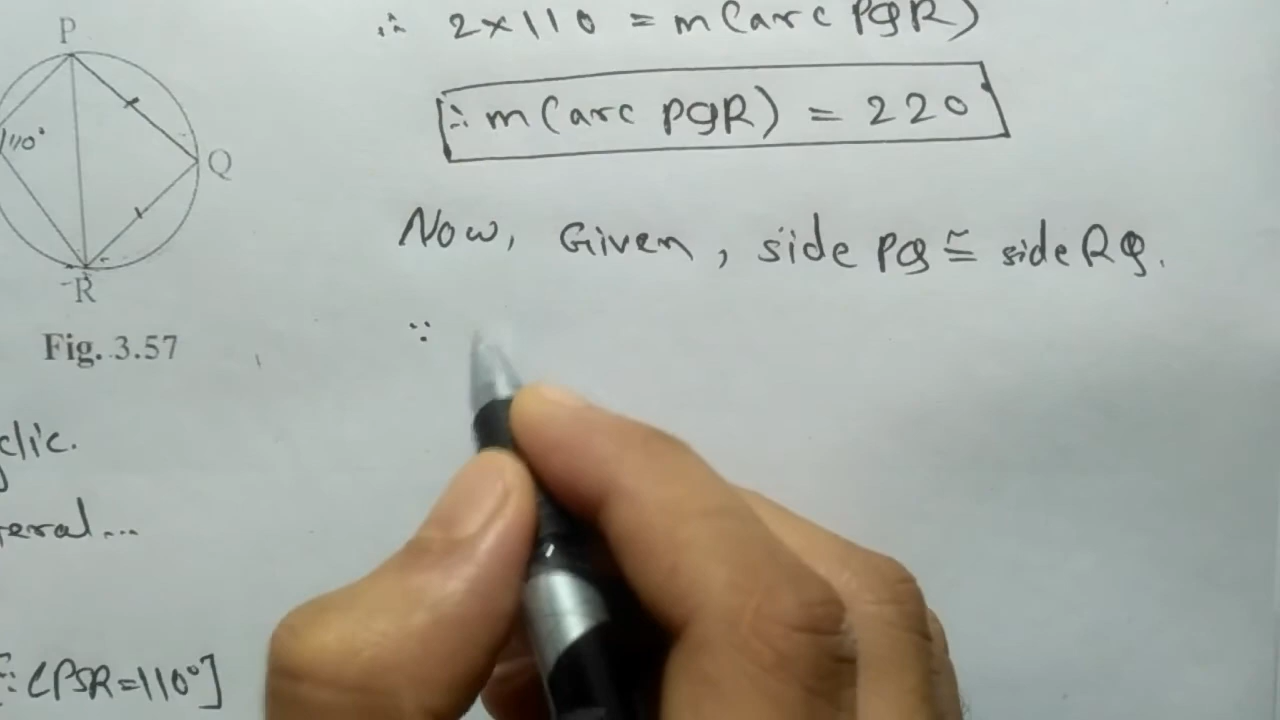 P
110°
Q
R
Fig. 3.57
clic.
eral...
∵ ∠PSR=110°]
∴ 2×110 = m(arc PQR)
∴ m(arc PQR) = 220
Now, Given, side PQ ≅ side RQ.
∵